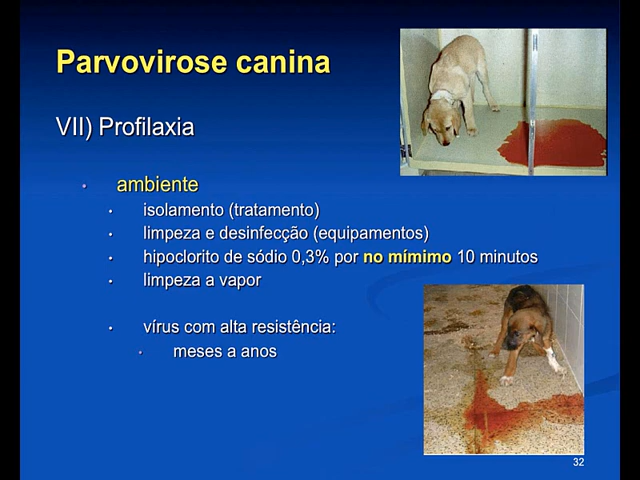 Parvovirose canina
VII) Profilaxia
• ambiente
• isolamento (tratamento)
• limpeza e desinfecção (equipamentos)
• hipoclorito de sódio 0,3% por no mímimo 10 minutos
• limpeza a vapor
• vírus com alta resistência:
• meses a anos
32